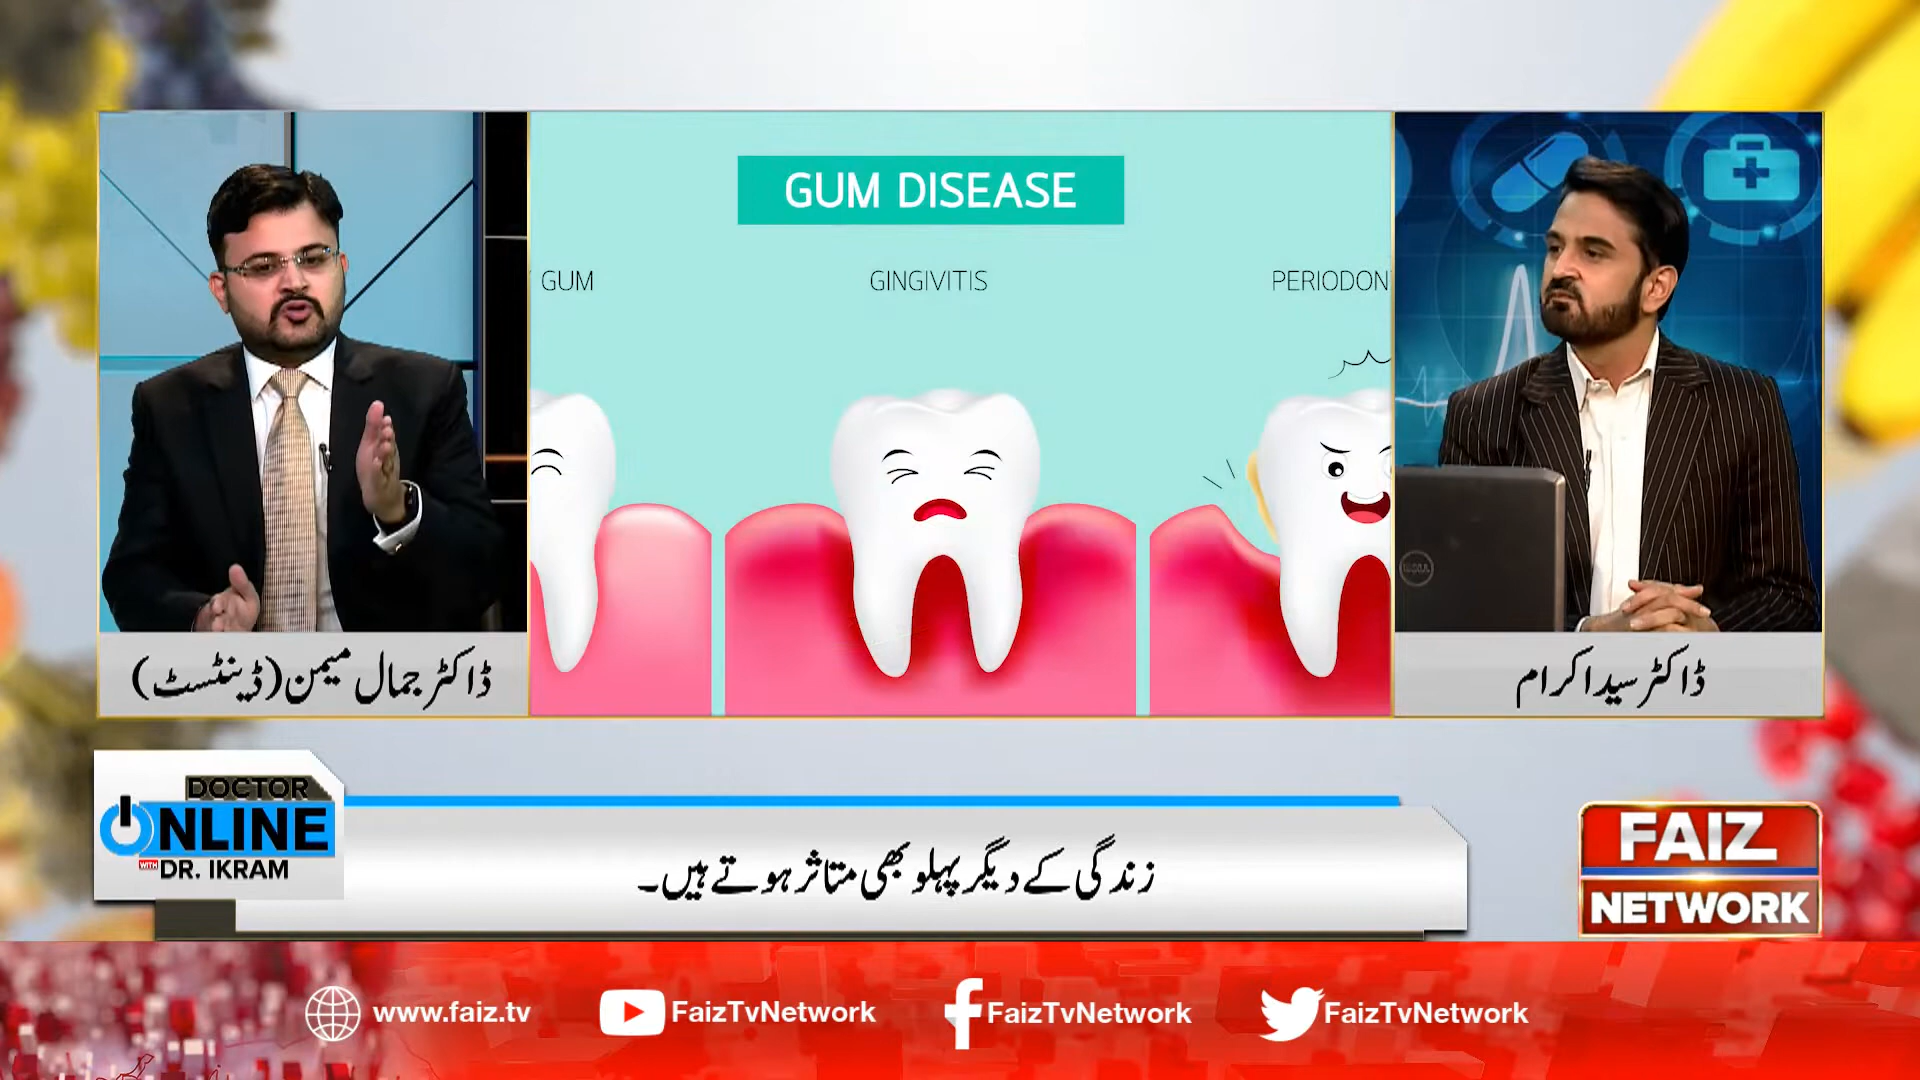 GUM DISEASE
GUM
GINGIVITIS
PERIODON
DELL
ڈاکٹر جمال میمن (ڈینٹسٹ)
ڈاکٹر سید اکرام
DOCTOR
ONLINE
WITH DR. IKRAM
زندگی کے دیگر پہلو بھی متاثر ہوتے ہیں۔
FAIZ
NETWORK
www.faiz.tv
FaizTvNetwork
FaizTvNetwork
FaizTvNetwork